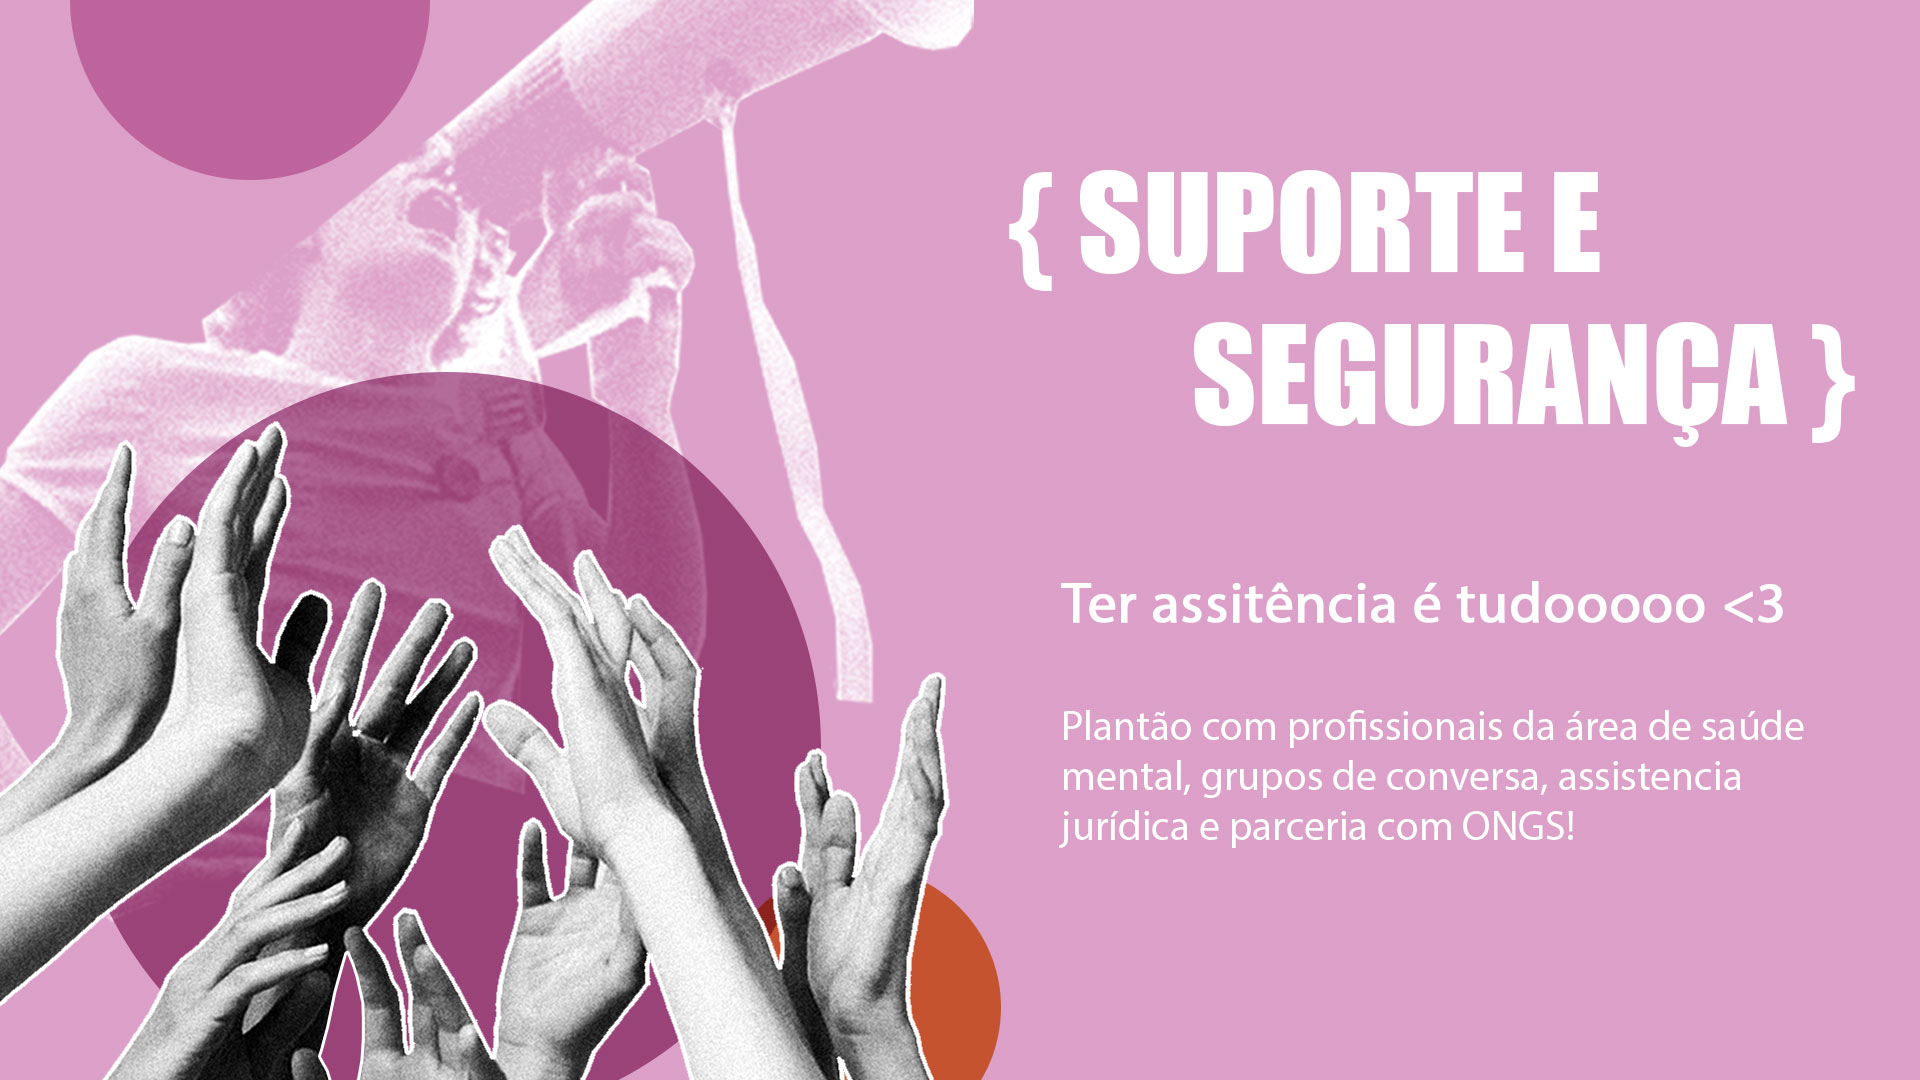 { SUPORTE E
SEGURANÇA }
Ter assitência é tudooooo <3
Plantão com profissionais da área de saúde
mental, grupos de conversa, assistencia
jurídica e parceria com ONGS!